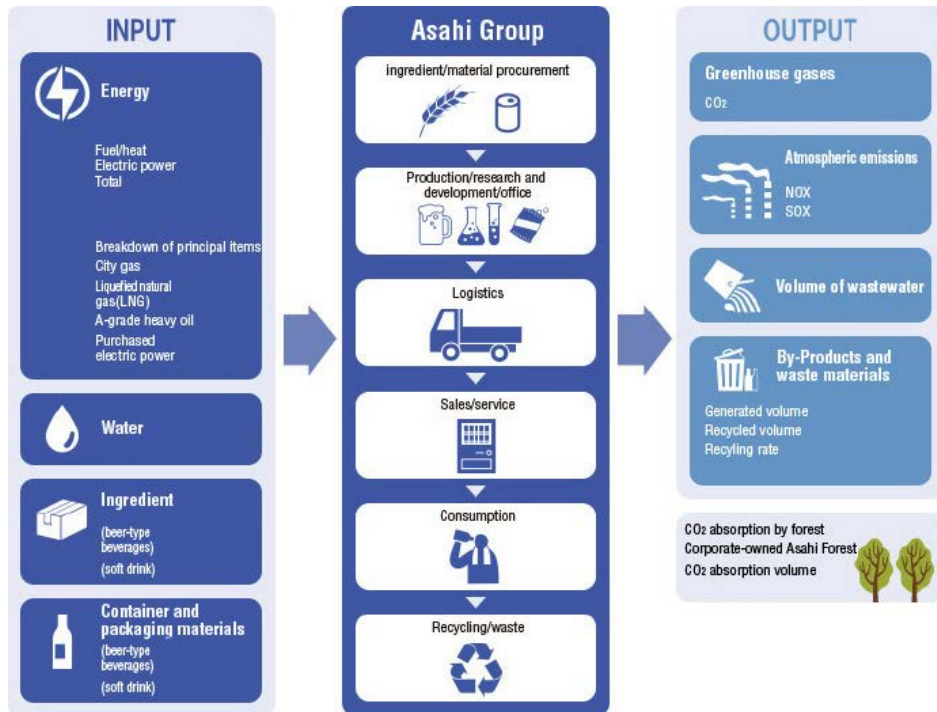 INPUT
Energy
Fuel/heat
Electric power
Total
Breakdown of principal items
City gas
Liquefied natural
gas(LNG)
A-grade heavy oil
Purchased
electric power
Water
Ingredient
(beer-type
beverages)
(soft drink)
Container and
packaging materials
(beer-type
beverages)
(soft drink)
Asahi Group
ingredient/material procurement
Production/research and
development/office
Logistics
Sales/service
Consumption
Recycling/waste
OUTPUT
Greenhouse gases
CO₂
Atmospheric emissions
NOX
SOX
Volume of wastewater
By-Products and
waste materials
Generated volume
Recycled volume
Recyling rate
CO₂ absorption by forest
Corporate-owned Asahi Forest
CO₂ absorption volume